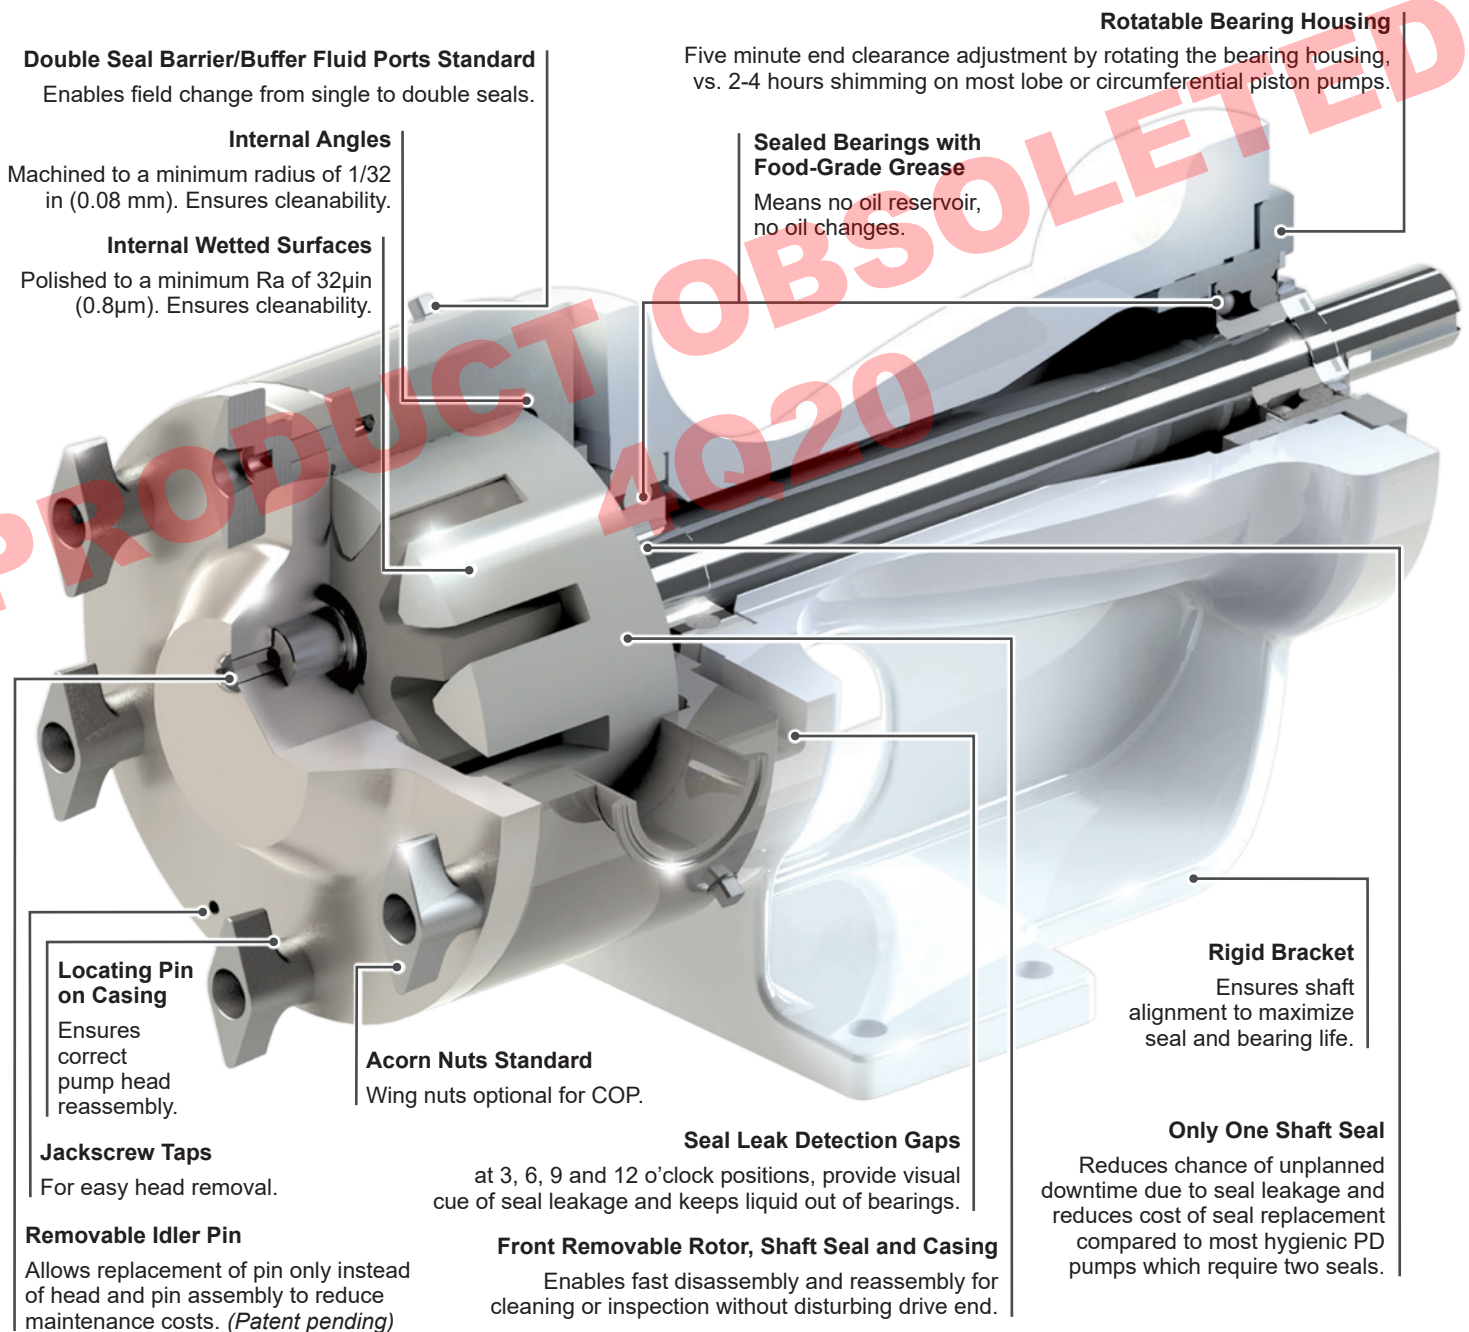 Rotatable Bearing Housing
Five minute end clearance adjustment by rotating the bearing housing,
vs. 2-4 hours shimming on most lobe or circumferential piston pumps.
Double Seal Barrier/Buffer Fluid Ports Standard
Enables field change from single to double seals.
Internal Angles
Machined to a minimum radius of 1/32
in (0.08 mm). Ensures cleanability.
Sealed Bearings with
Food-Grade Grease
Means no oil reservoir,
no oil changes.
Internal Wetted Surfaces
Polished to a minimum Ra of 32µin
(0.8µm). Ensures cleanability.
PRODUCT OBSOLETED
4Q20
Locating Pin
on Casing
Ensures
correct
pump head
reassembly.
Rigid Bracket
Ensures shaft
alignment to maximize
seal and bearing life.
Acorn Nuts Standard
Wing nuts optional for COP.
Jackscrew Taps
For easy head removal.
Seal Leak Detection Gaps
at 3, 6, 9 and 12 o’clock positions, provide visual
cue of seal leakage and keeps liquid out of bearings.
Only One Shaft Seal
Reduces chance of unplanned
downtime due to seal leakage and
reduces cost of seal replacement
compared to most hygienic PD
pumps which require two seals.
Removable Idler Pin
Allows replacement of pin only instead
of head and pin assembly to reduce
maintenance costs. (Patent pending)
Front Removable Rotor, Shaft Seal and Casing
Enables fast disassembly and reassembly for
cleaning or inspection without disturbing drive end.